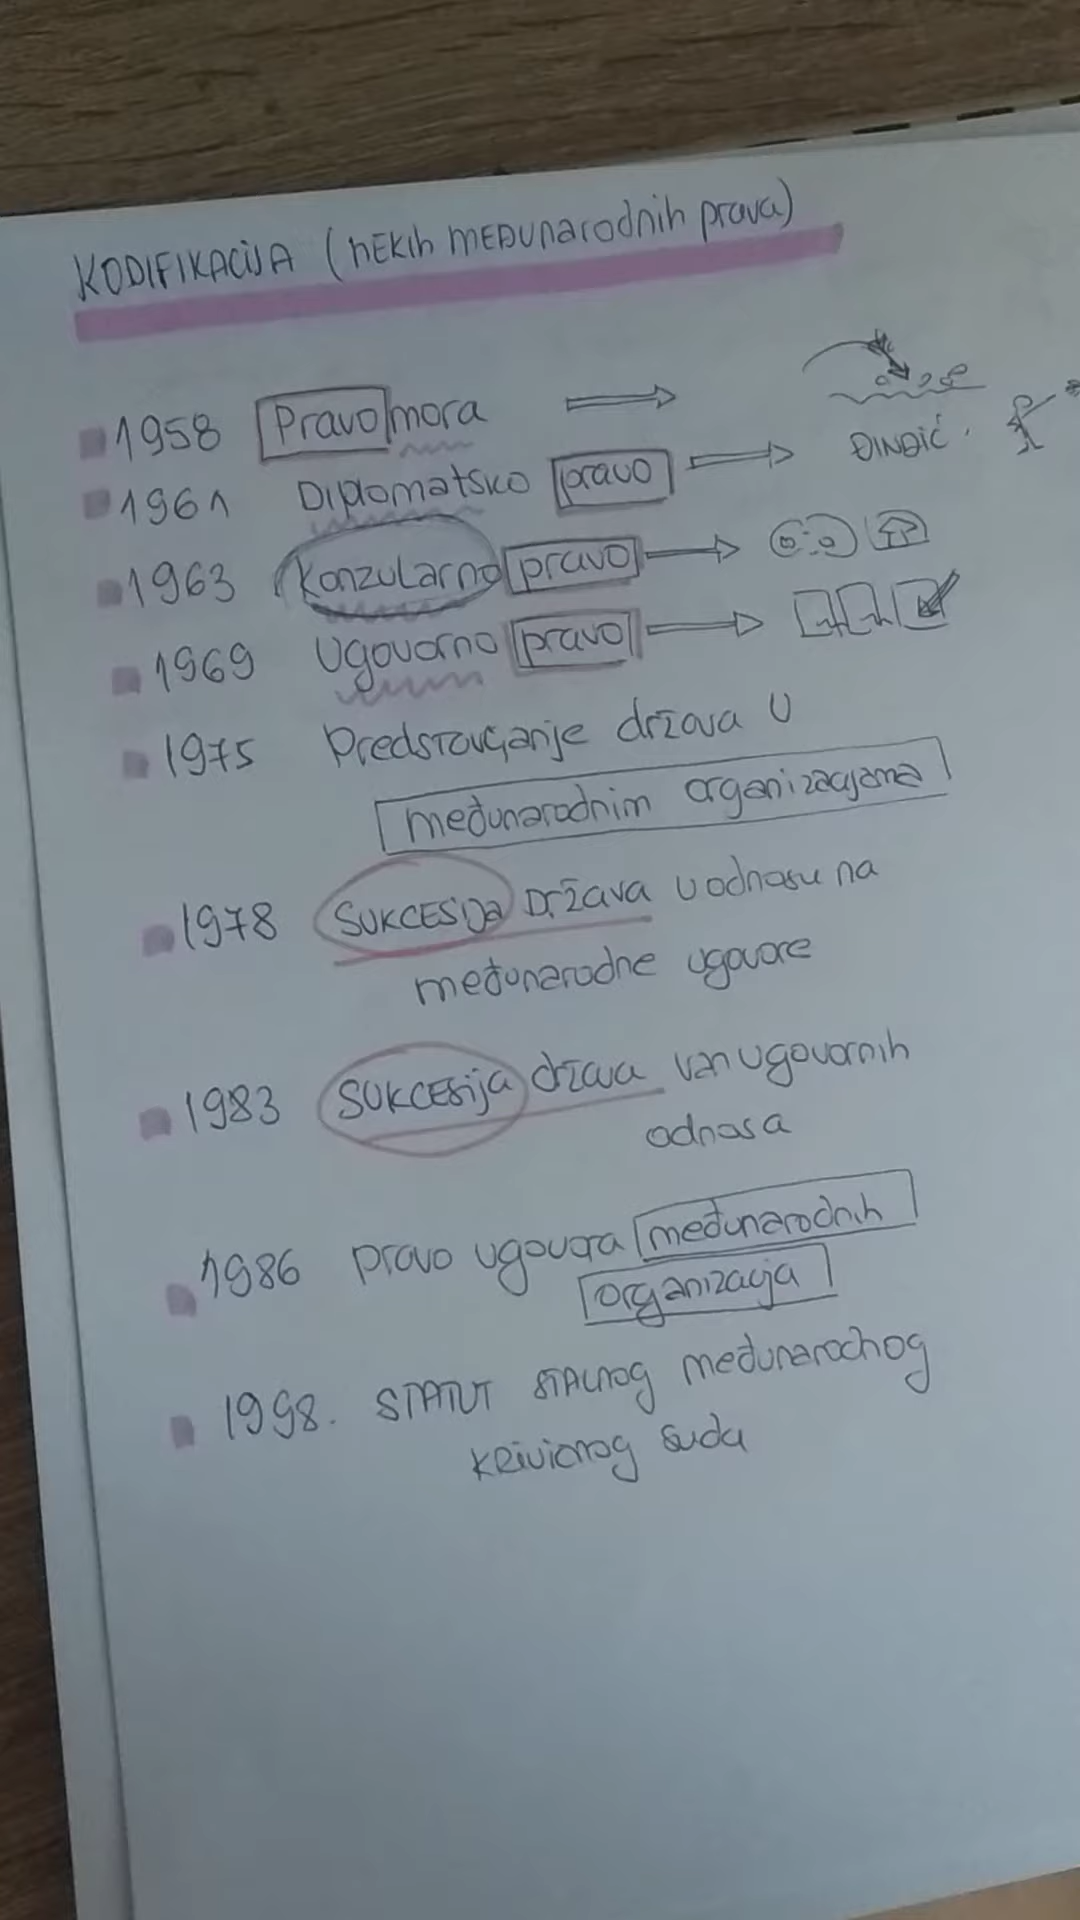 KODIFIKACIJA (nEKih MEĐUnarodnih prava)
1958 Pravo mora
ĐINĐIĆ.
1961 Diplomatsko pravo
1963 Konzularno pravo
1969 Ugovorno pravo
1975 Predstavljanje država u
međunarodnim organizacijama
1978 SUKCESIJA Država u odnosu na
međunarodne ugovore
1983 SUKCESija država van ugovornih
odnosa
1986 pravo ugovora međunarodnih
organizacija
1998. STATUT STALNOG međunarodnog
KRivičnog suda